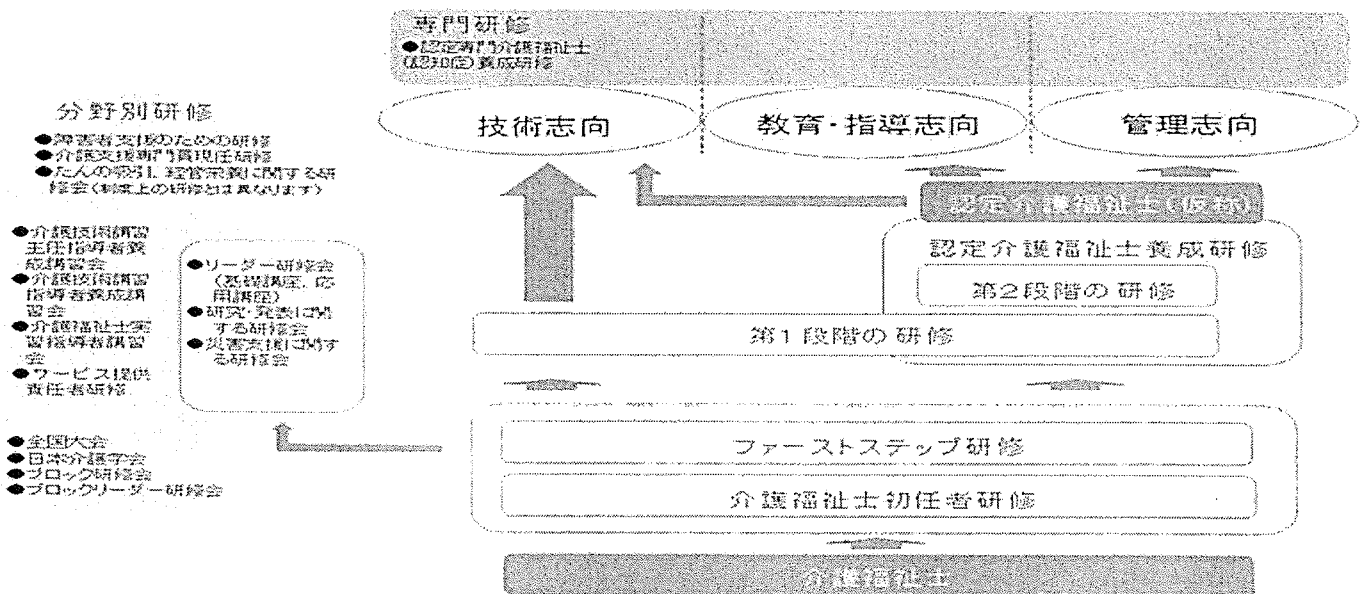 専門研修
●認定専門介護福祉士
(認知症)養成研修
技術志向
教育・指導志向
管理志向
分野別研修
●障害者支援のための研修
●介護支援専門員現任研修
●たんの吸引、経管栄養に関する研
修会(制度上の研修とは異なります)
●介護技術講習
主任指導者養
成講習会
●介護技術講習
指導者養成講
習会
●介護福祉士実
習指導者講習
会
●サービス提供
責任者研修
●リーダー研修会
(基礎講座、応
用講座)
●研究・発表に関
する研修会
●災害支援に関す
る研修会
●全国大会
●日本介護学会
●ブロック研修会
●ブロックリーダー研修会
認定介護福祉士(仮称)
認定介護福祉士養成研修
第2段階の研修
第1段階の研修
ファーストステップ研修
介護福祉士初任者研修
介護福祉士